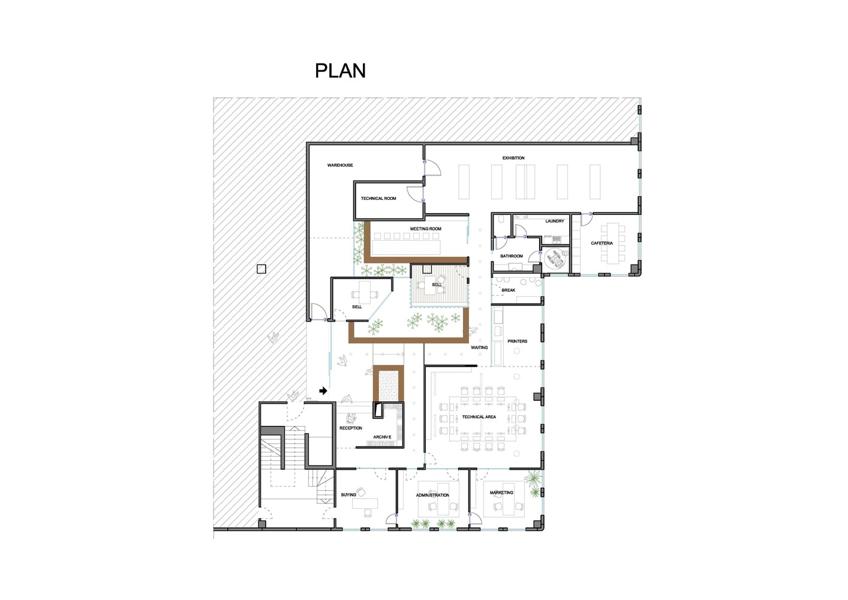 PLAN
EXHIBITION
WAREHOUSE
TECHNICAL ROOM
LAUNDRY
MEETING ROOM
CAFETERIA
BATHROOM
SELL
BREAK
SELL
PRINTERS
WAITING
TECHNICAL AREA
RECEPTION
ARCHIVE
BUYING
ADMINISTRATION
MARKETING